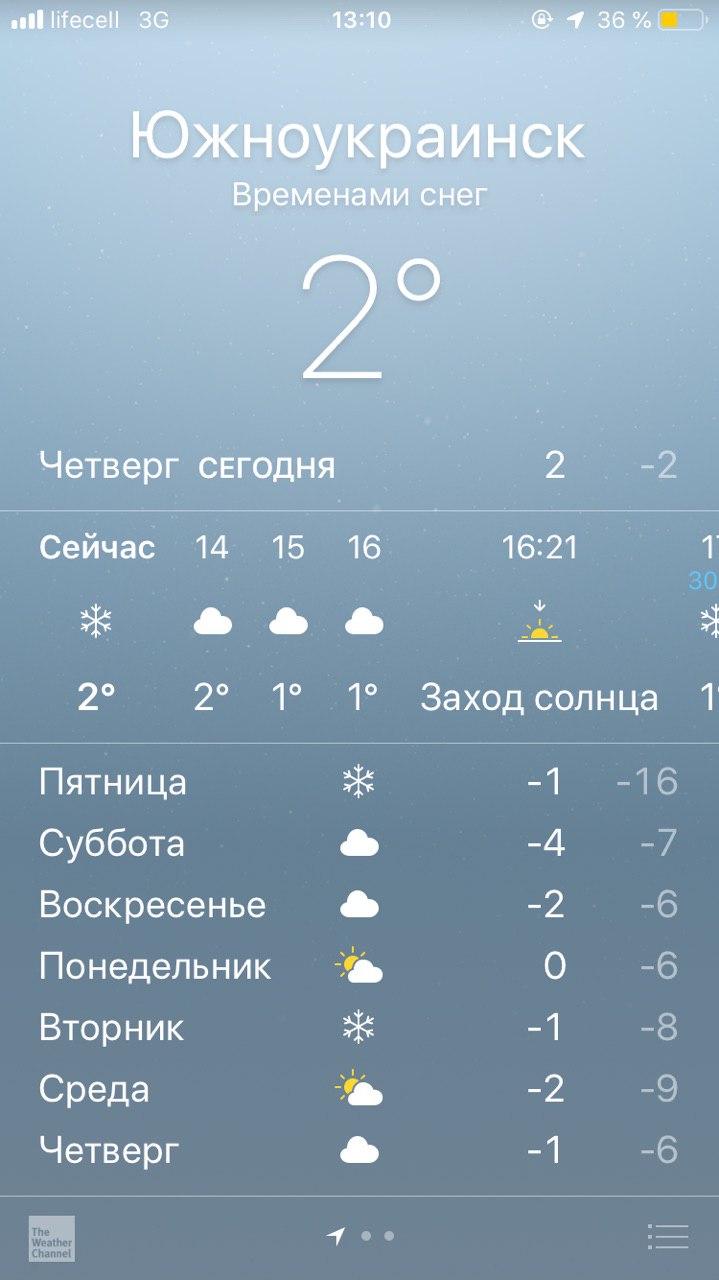 lifecell 3G 13:10 36 %
Южноукраинск
Временами снег
2°
Четверг СЕГОДНЯ 2 -2
Сейчас 14 15 16 16:21
30
2° 2° 1° 1° Заход солнца 1°
Пятница -1 -16
Суббота -4 -7
Воскресенье -2 -6
Понедельник 0 -6
Вторник -1 -8
Среда -2 -9
Четверг -1 -6
The
Weather
Channel